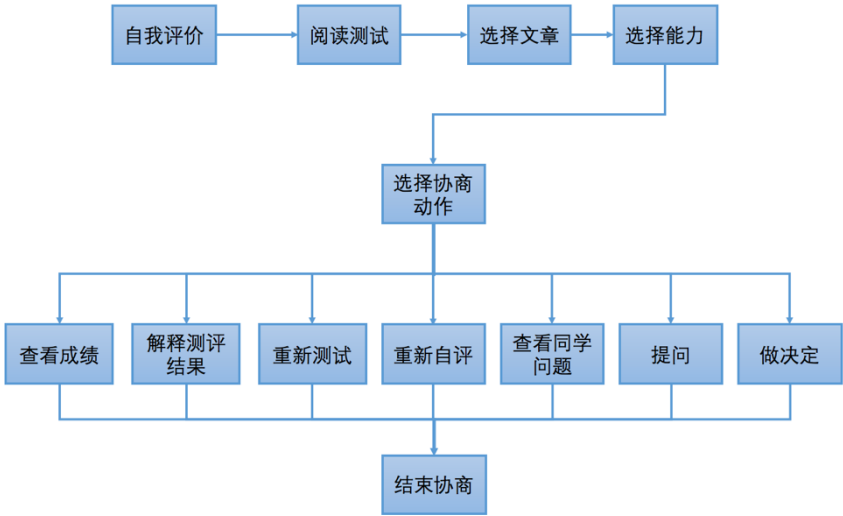 自我评价
阅读测试
选择文章
选择能力
选择协商
动作
查看成绩
解释测评
结果
重新测试
重新自评
查看同学
问题
提问
做决定
结束协商